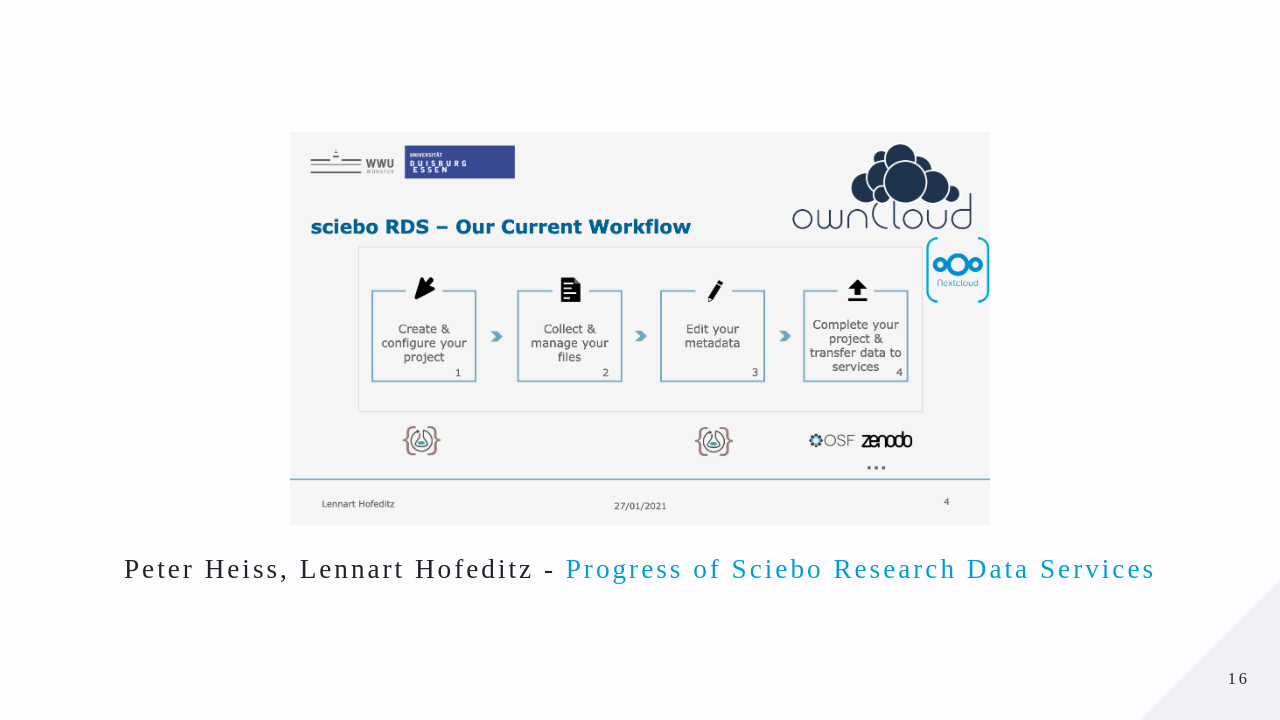 WWU
MÜNSTER
UNIVERSITÄT
DUISBURG
ESSEN
ownCloud
sciebo RDS – Our Current Workflow
Nextcloud
Create &
configure your
project
1
Collect &
manage your
files
2
Edit your
metadata
3
Complete your
project &
transfer data to
services
4
OSF zenodo
...
Lennart Hofeditz
27/01/2021
4
Peter Heiss, Lennart Hofeditz - Progress of Sciebo Research Data Services
16